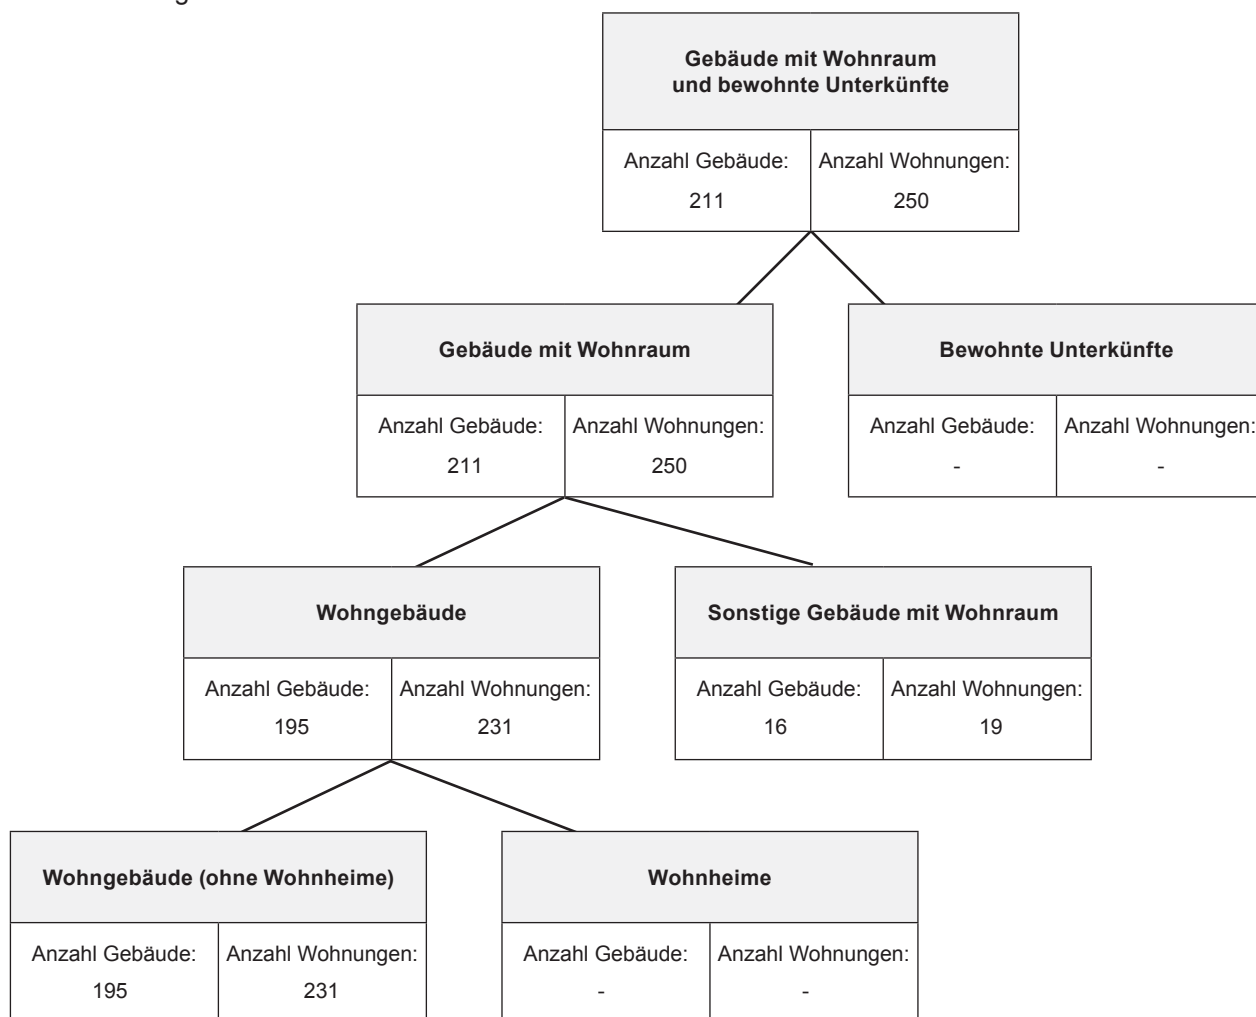 Gebäude mit Wohnraum
und bewohnte Unterkünfte
Anzahl Gebäude: Anzahl Wohnungen:
211 250
Gebäude mit Wohnraum
Bewohnte Unterkünfte
Anzahl Gebäude: Anzahl Wohnungen:
211 250
Anzahl Gebäude: Anzahl Wohnungen:
- -
Wohngebäude
Sonstige Gebäude mit Wohnraum
Anzahl Gebäude: Anzahl Wohnungen:
195 231
Anzahl Gebäude: Anzahl Wohnungen:
16 19
Wohngebäude (ohne Wohnheime)
Wohnheime
Anzahl Gebäude: Anzahl Wohnungen:
195 231
Anzahl Gebäude: Anzahl Wohnungen:
- -